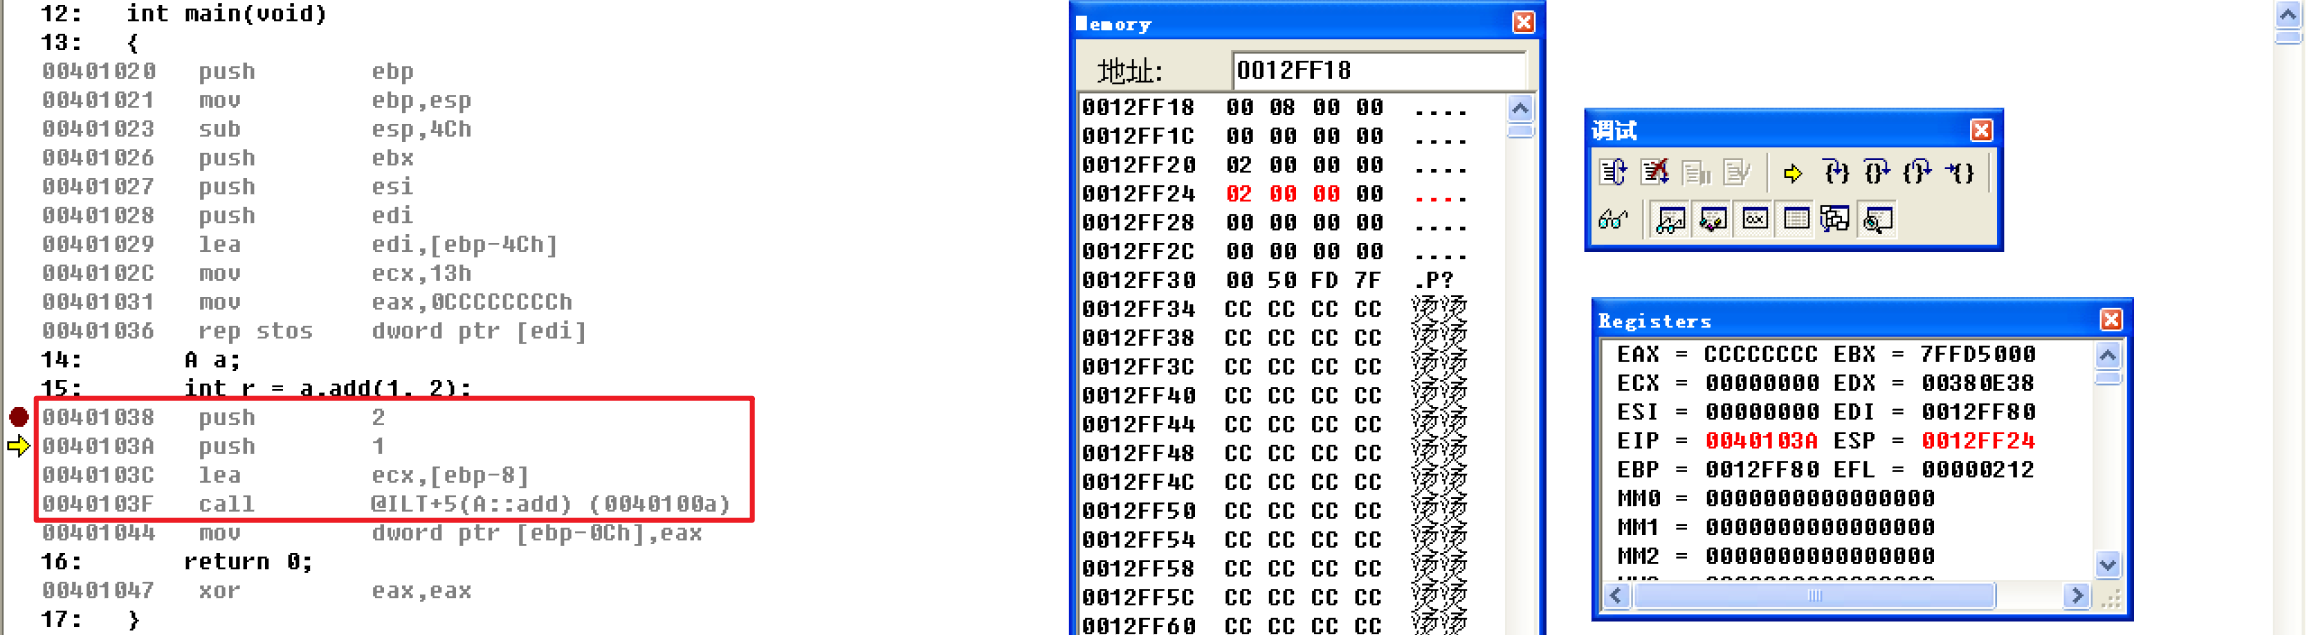 12:   int main(void)
13:   {
00401020   push        ebp
00401021   mov         ebp,esp
00401023   sub         esp,4Ch
00401026   push        ebx
00401027   push        esi
00401028   push        edi
00401029   lea         edi,[ebp-4Ch]
0040102C   mov         ecx,13h
00401031   mov         eax,0CCCCCCCCh
00401036   rep stos    dword ptr [edi]
14:       A a;
15:       int r = a.add(1, 2);
00401038   push        2
0040103A   push        1
0040103C   lea         ecx,[ebp-8]
0040103F   call        @ILT+5(A::add) (0040100a)
00401044   mov         dword ptr [ebp-0Ch],eax
16:       return 0;
00401047   xor         eax,eax
17:   }
Memory
地址: 0012FF18
0012FF18  00 08 00 00  ....
0012FF1C  00 00 00 00  ....
0012FF20  02 00 00 00  ....
0012FF24  02 00 00 00  ....
0012FF28  00 00 00 00  ....
0012FF2C  00 00 00 00  ....
0012FF30  00 50 FD 7F  .P?
0012FF34  CC CC CC CC  烫烫
0012FF38  CC CC CC CC  烫烫
0012FF3C  CC CC CC CC  烫烫
0012FF40  CC CC CC CC  烫烫
0012FF44  CC CC CC CC  烫烫
0012FF48  CC CC CC CC  烫烫
0012FF4C  CC CC CC CC  烫烫
0012FF50  CC CC CC CC  烫烫
0012FF54  CC CC CC CC  烫烫
0012FF58  CC CC CC CC  烫烫
0012FF5C  CC CC CC CC  烫烫
0012FF60  CC CC CC CC  烫烫
调试
Registers
EAX = CCCCCCCC EBX = 7FFD5000
ECX = 00000000 EDX = 00380E38
ESI = 00000000 EDI = 0012FF80
EIP = 0040103A ESP = 0012FF24
EBP = 0012FF80 EFL = 00000212
MM0 = 0000000000000000
MM1 = 0000000000000000
MM2 = 0000000000000000